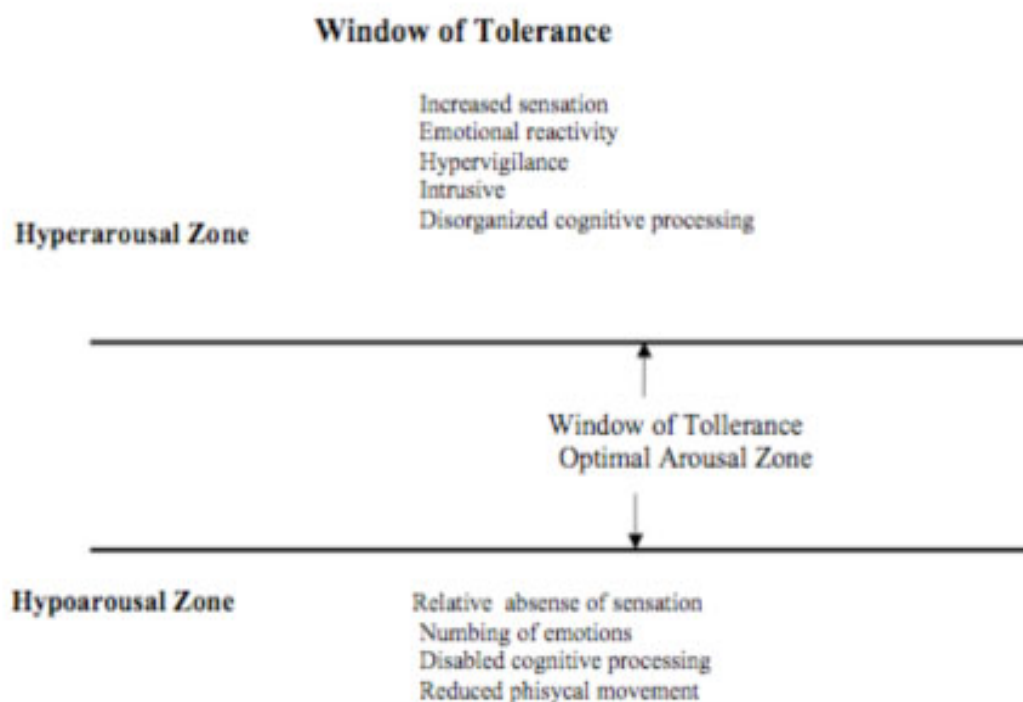 Window of Tolerance
Increased sensation
Emotional reactivity
Hypervigilance
Intrusive
Disorganized cognitive processing
Hyperarousal Zone
Window of Tollerance
Optimal Arousal Zone
Hypoarousal Zone
Relative absense of sensation
Numbing of emotions
Disabled cognitive processing
Reduced phisycal movement